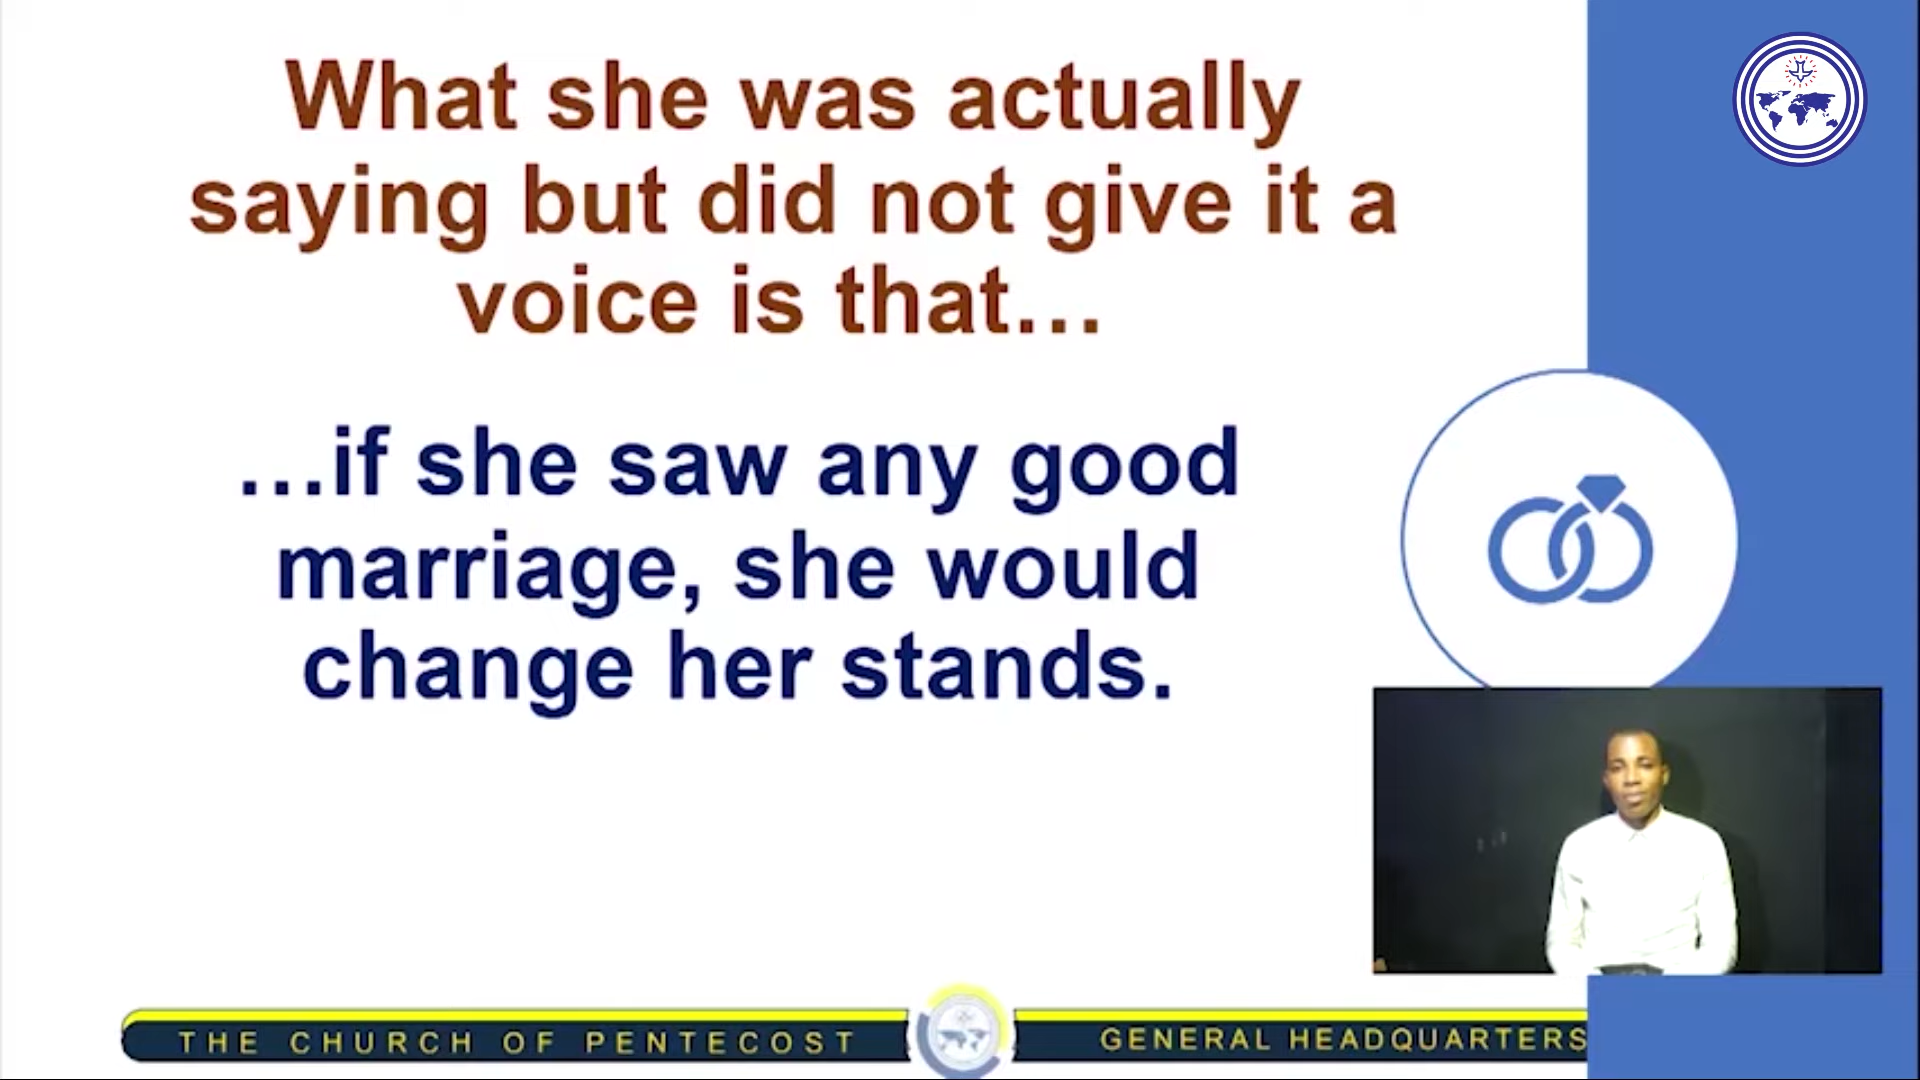 What she was actually
saying but did not give it a
voice is that…
…if she saw any good
marriage, she would
change her stands.
THE CHURCH OF PENTECOST
GENERAL HEADQUARTERS